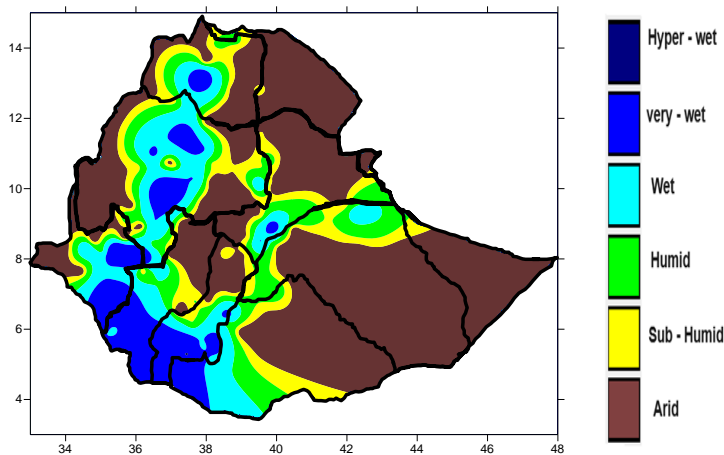 14
12
10
8
6
4
34 36 38 40 42 44 46 48
Hyper - wet
very - wet
Wet
Humid
Sub - Humid
Arid